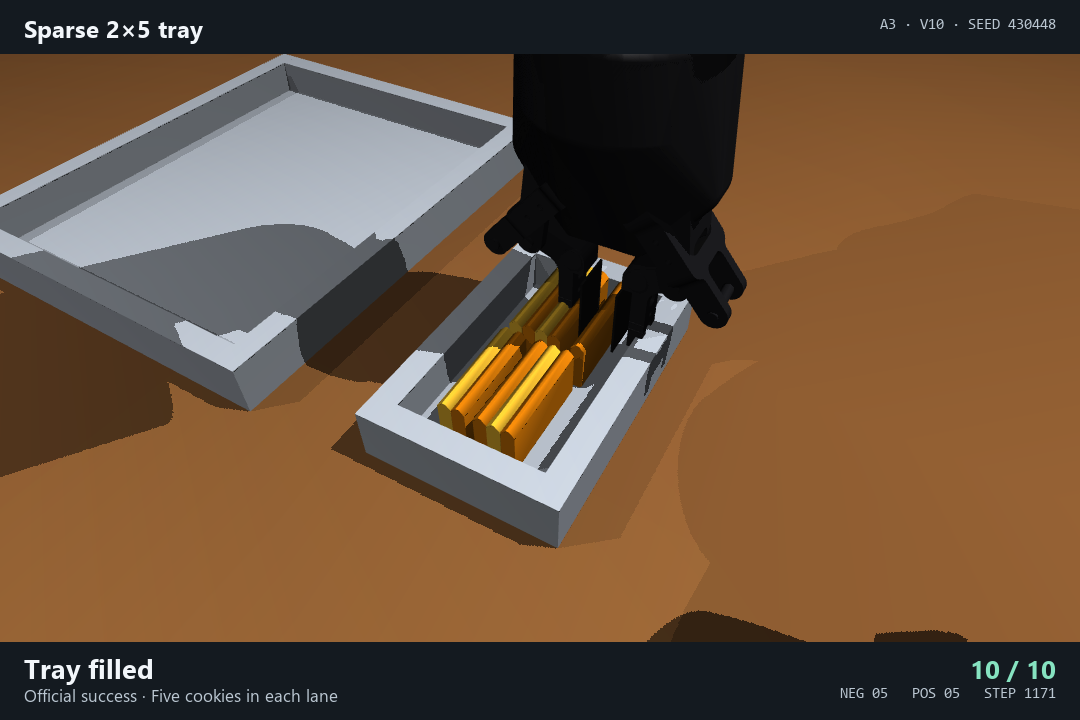 Sparse 2×5 tray
A3 · V10 · SEED 430448
Tray filled
Official success · Five cookies in each lane
10 / 10
NEG 05 POS 05 STEP 1171